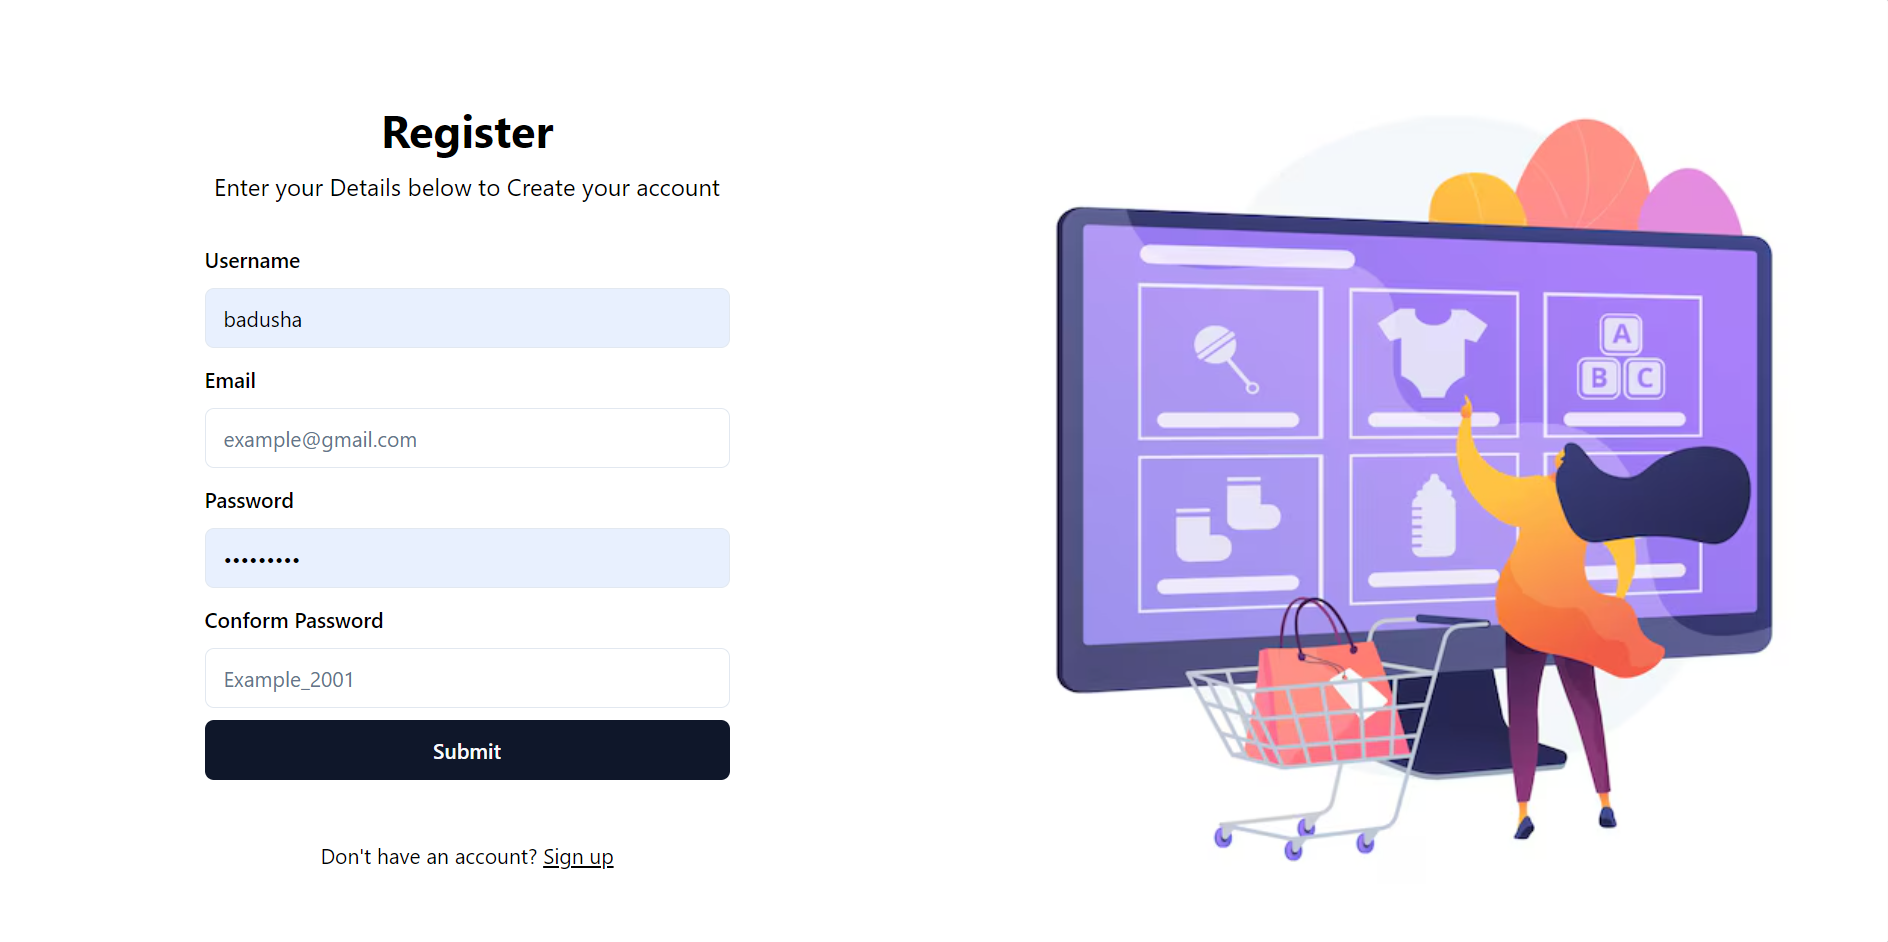 Register
Enter your Details below to Create your account
Username
badusha
Email
example@gmail.com
Password
•••••••••
Conform Password
Example_2001
Submit
Don't have an account? Sign up
A
B C